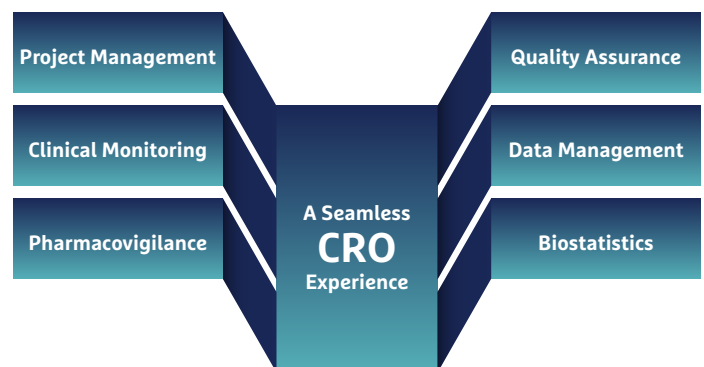 Project Management
Clinical Monitoring
Pharmacovigilance
A Seamless
CRO
Experience
Quality Assurance
Data Management
Biostatistics